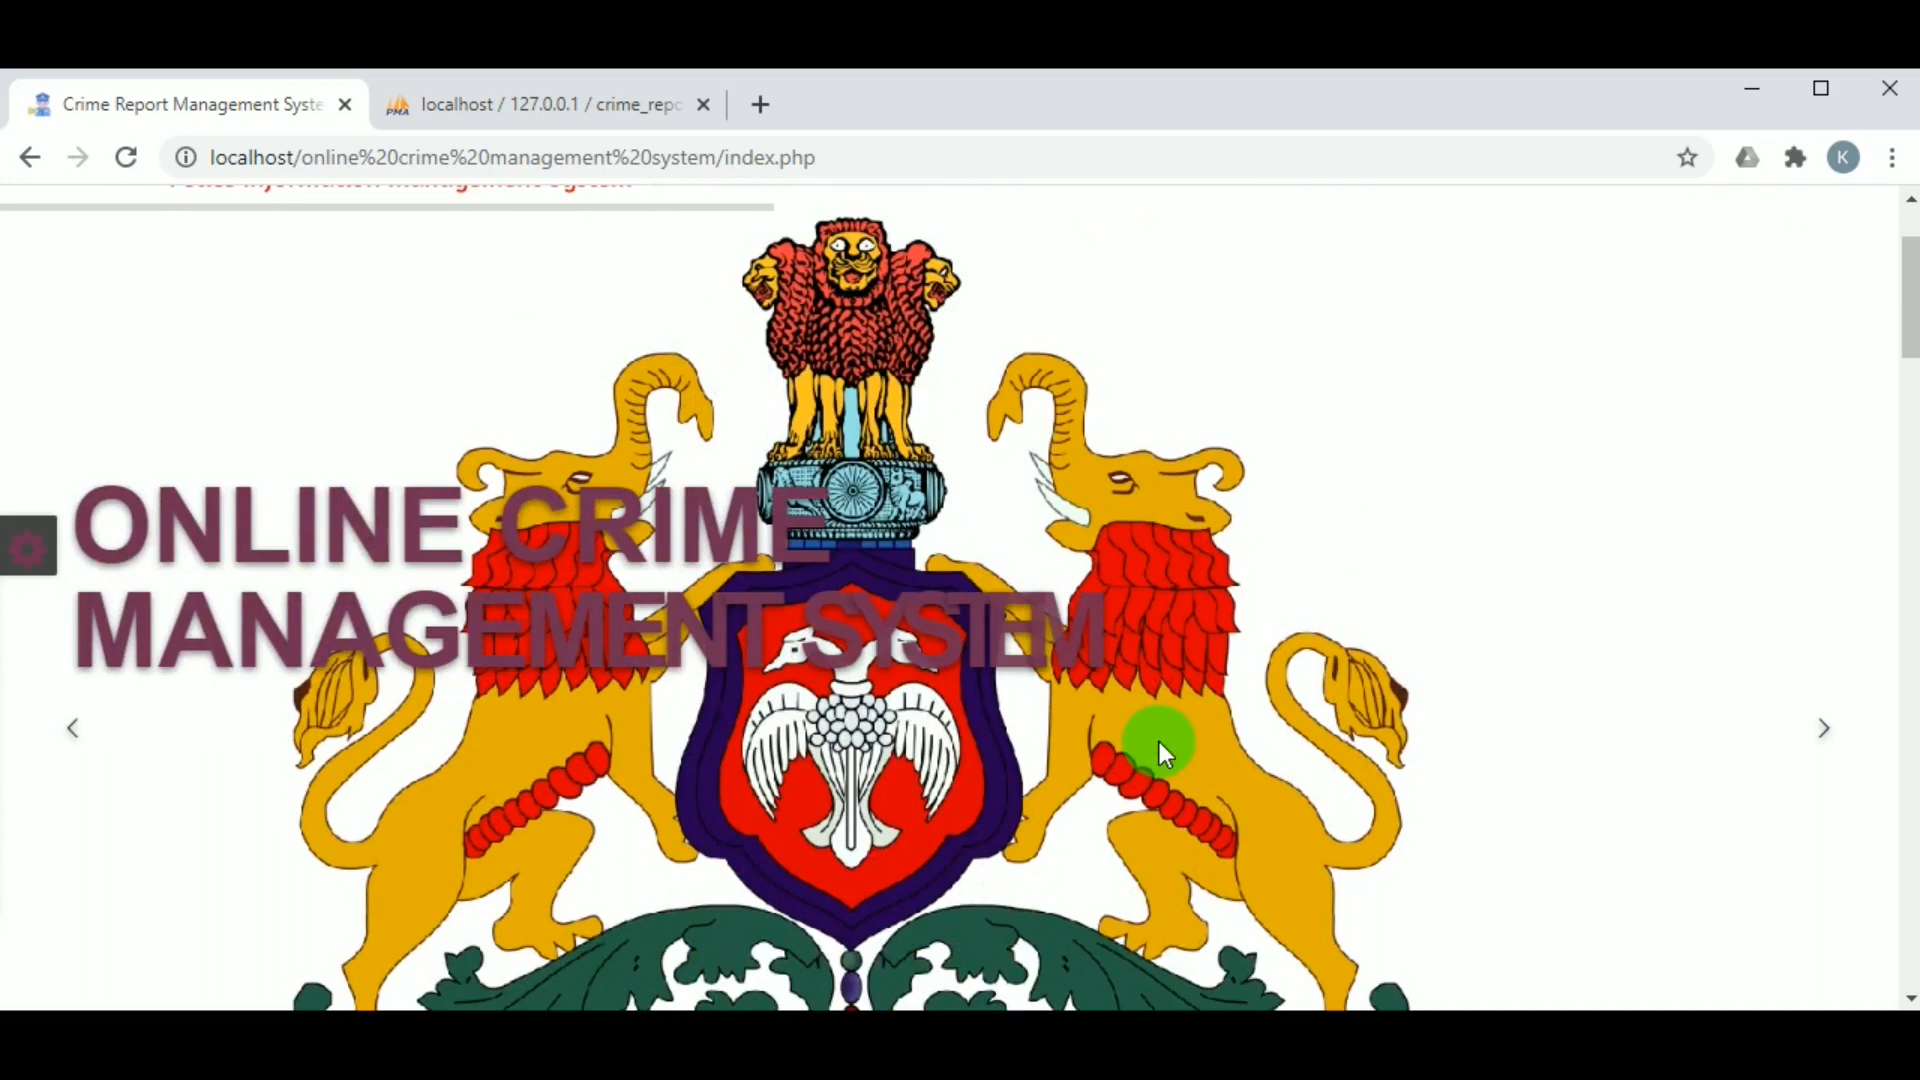 Crime Report Management Syste
PMA
localhost / 127.0.0.1 / crime_repo
localhost/online%20crime%20management%20system/index.php
K
ONLINE CRIME
MANAGEMENT SYSTEM